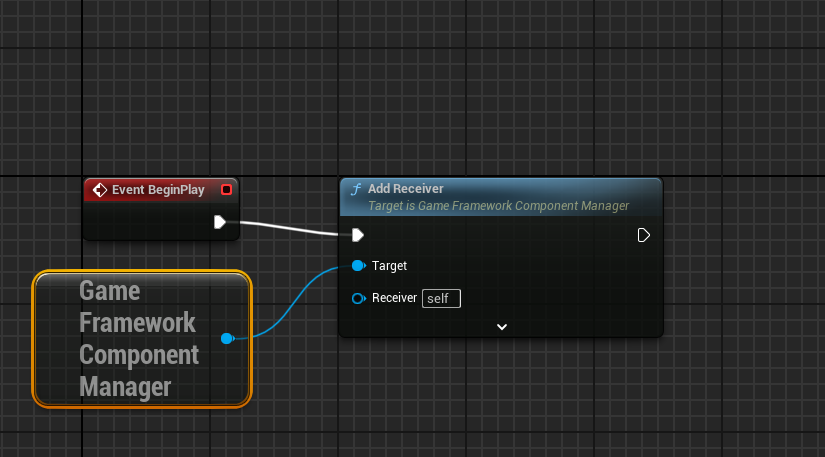 Event BeginPlay
Add Receiver
Target is Game Framework Component Manager
Target
Receiver self
Game
Framework
Component
Manager